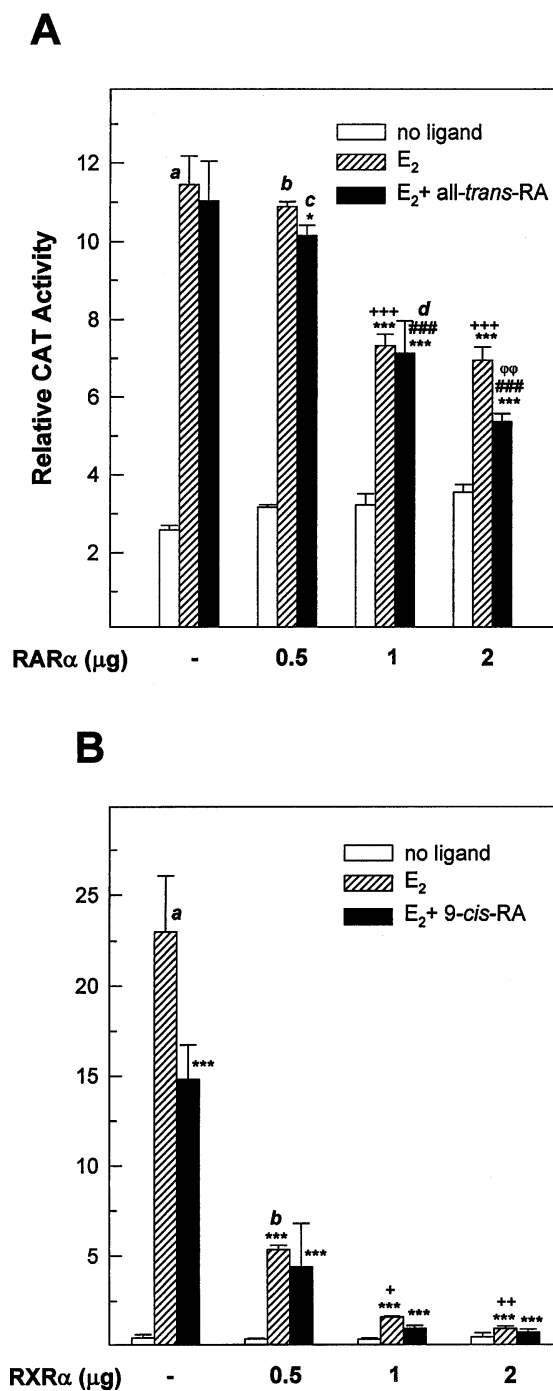 A
no ligand
E2
E2+ all-trans-RA
Relative CAT Activity
12
10
8
6
4
2
a
b
c
*
+++
***
d
###
***
+++
***
φφ
###
***
RARα (μg)
- 0.5 1 2
B
no ligand
E2
E2+ 9-cis-RA
25
20
15
10
5
a
***
b
***
***
+
***
***
++
***
***
RXRα (μg)
- 0.5 1 2